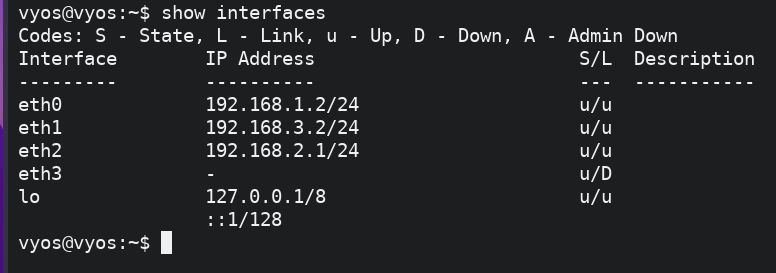 vyos@vyos:~$ show interfaces
Codes: S - State, L - Link, u - Up, D - Down, A - Admin Down
Interface        IP Address                        S/L  Description
---------        ----------                        ---  -----------
eth0             192.168.1.2/24                    u/u
eth1             192.168.3.2/24                    u/u
eth2             192.168.2.1/24                    u/u
eth3             -                                 u/D
lo               127.0.0.1/8                       u/u
                 ::1/128
vyos@vyos:~$